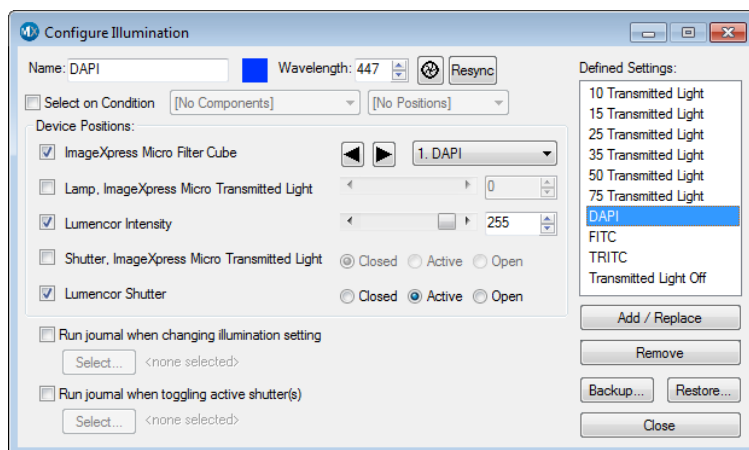 MX Configure Illumination
Name: DAPI Wavelength: 447 Resync
Select on Condition [No Components] [No Positions]
Device Positions:
ImageXpress Micro Filter Cube 1. DAPI
Lamp, ImageXpress Micro Transmitted Light 0
Lumencor Intensity 255
Shutter, ImageXpress Micro Transmitted Light Closed Active Open
Lumencor Shutter Closed Active Open
Run journal when changing illumination setting
Select... <none selected>
Run journal when toggling active shutter(s)
Select... <none selected>
Defined Settings:
10 Transmitted Light
15 Transmitted Light
25 Transmitted Light
35 Transmitted Light
50 Transmitted Light
75 Transmitted Light
DAPI
FITC
TRITC
Transmitted Light Off
Add / Replace
Remove
Backup... Restore...
Close